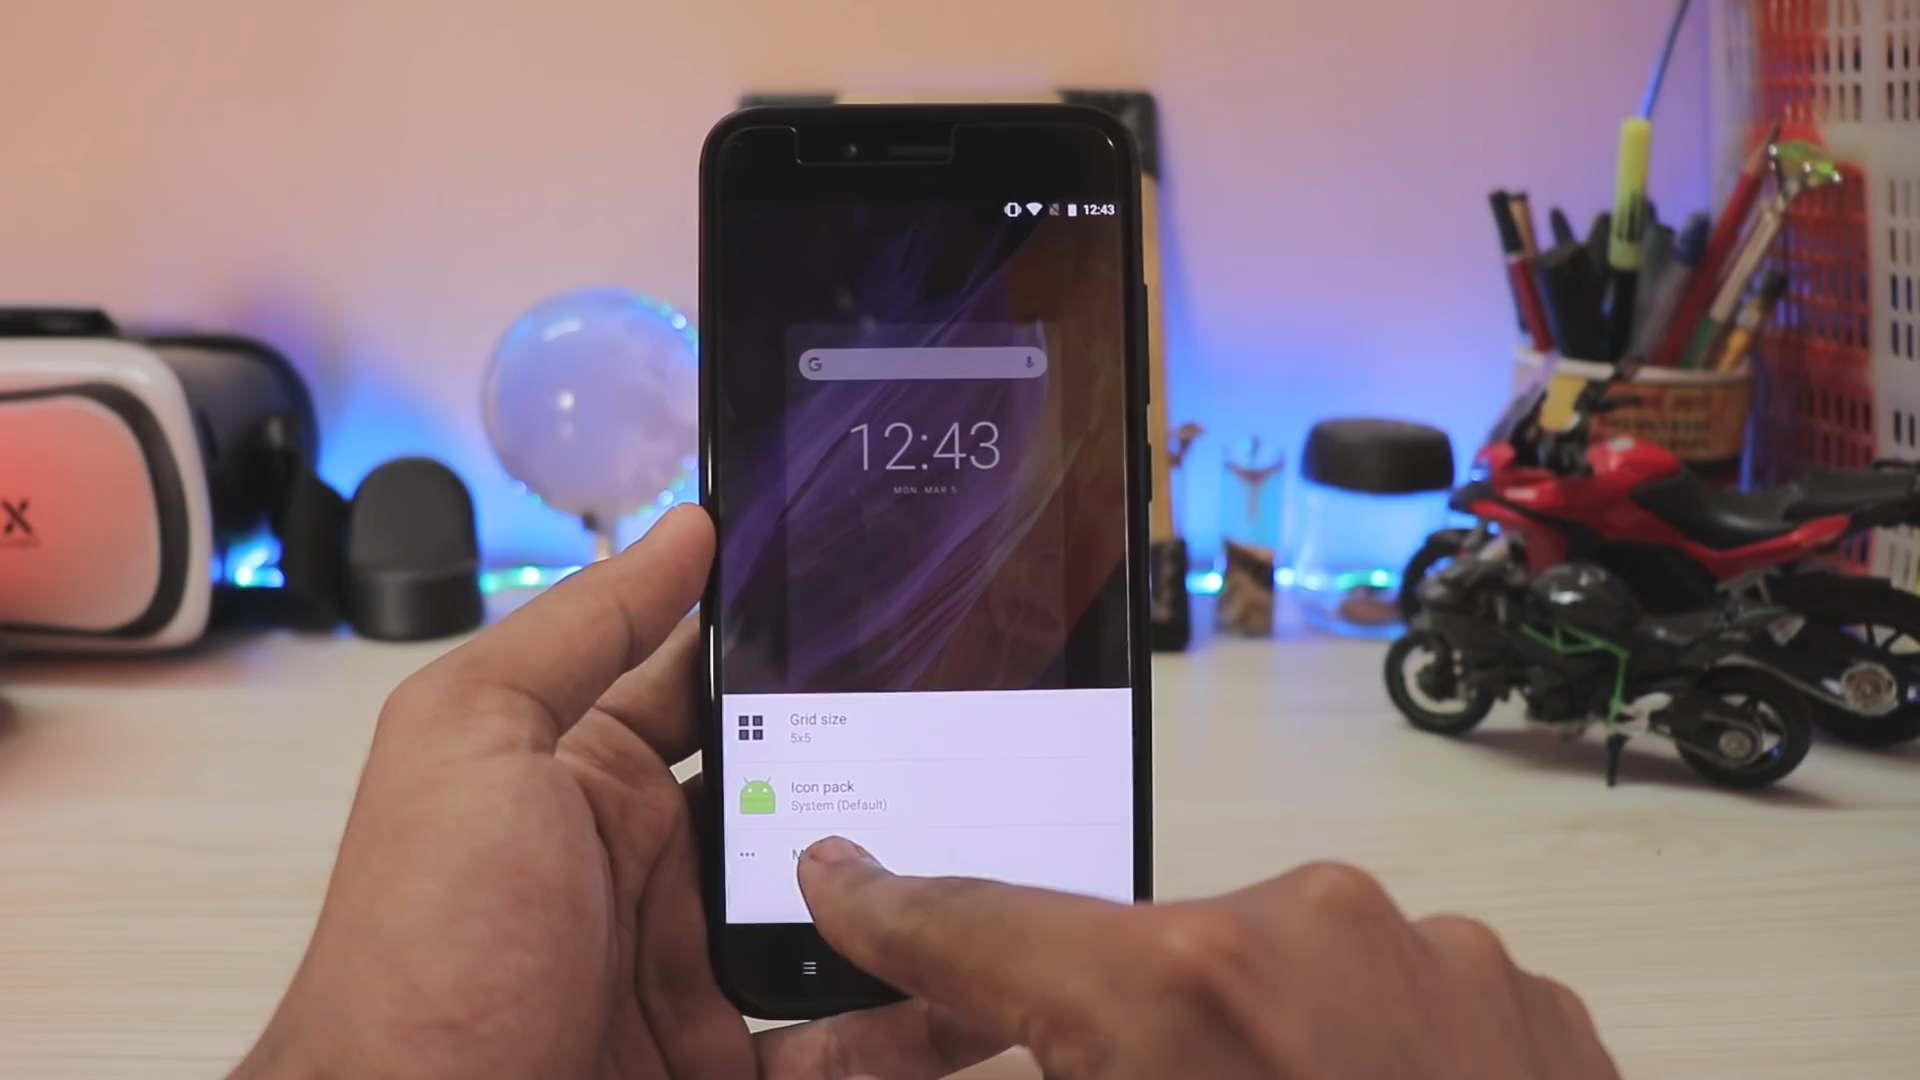 12:43
G
12:43
MON, MAR 5
Grid size
5x5
Icon pack
System (Default)
X